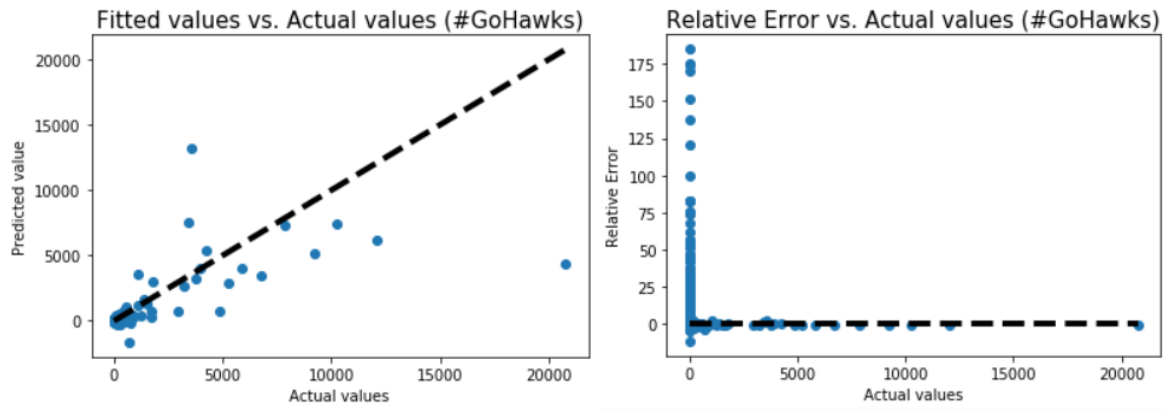 Fitted values vs. Actual values (#GoHawks)
20000
15000
10000
5000
0
Predicted value
0 5000 10000 15000 20000
Actual values
Relative Error vs. Actual values (#GoHawks)
175
150
125
100
75
50
25
0
Relative Error
0 5000 10000 15000 20000
Actual values